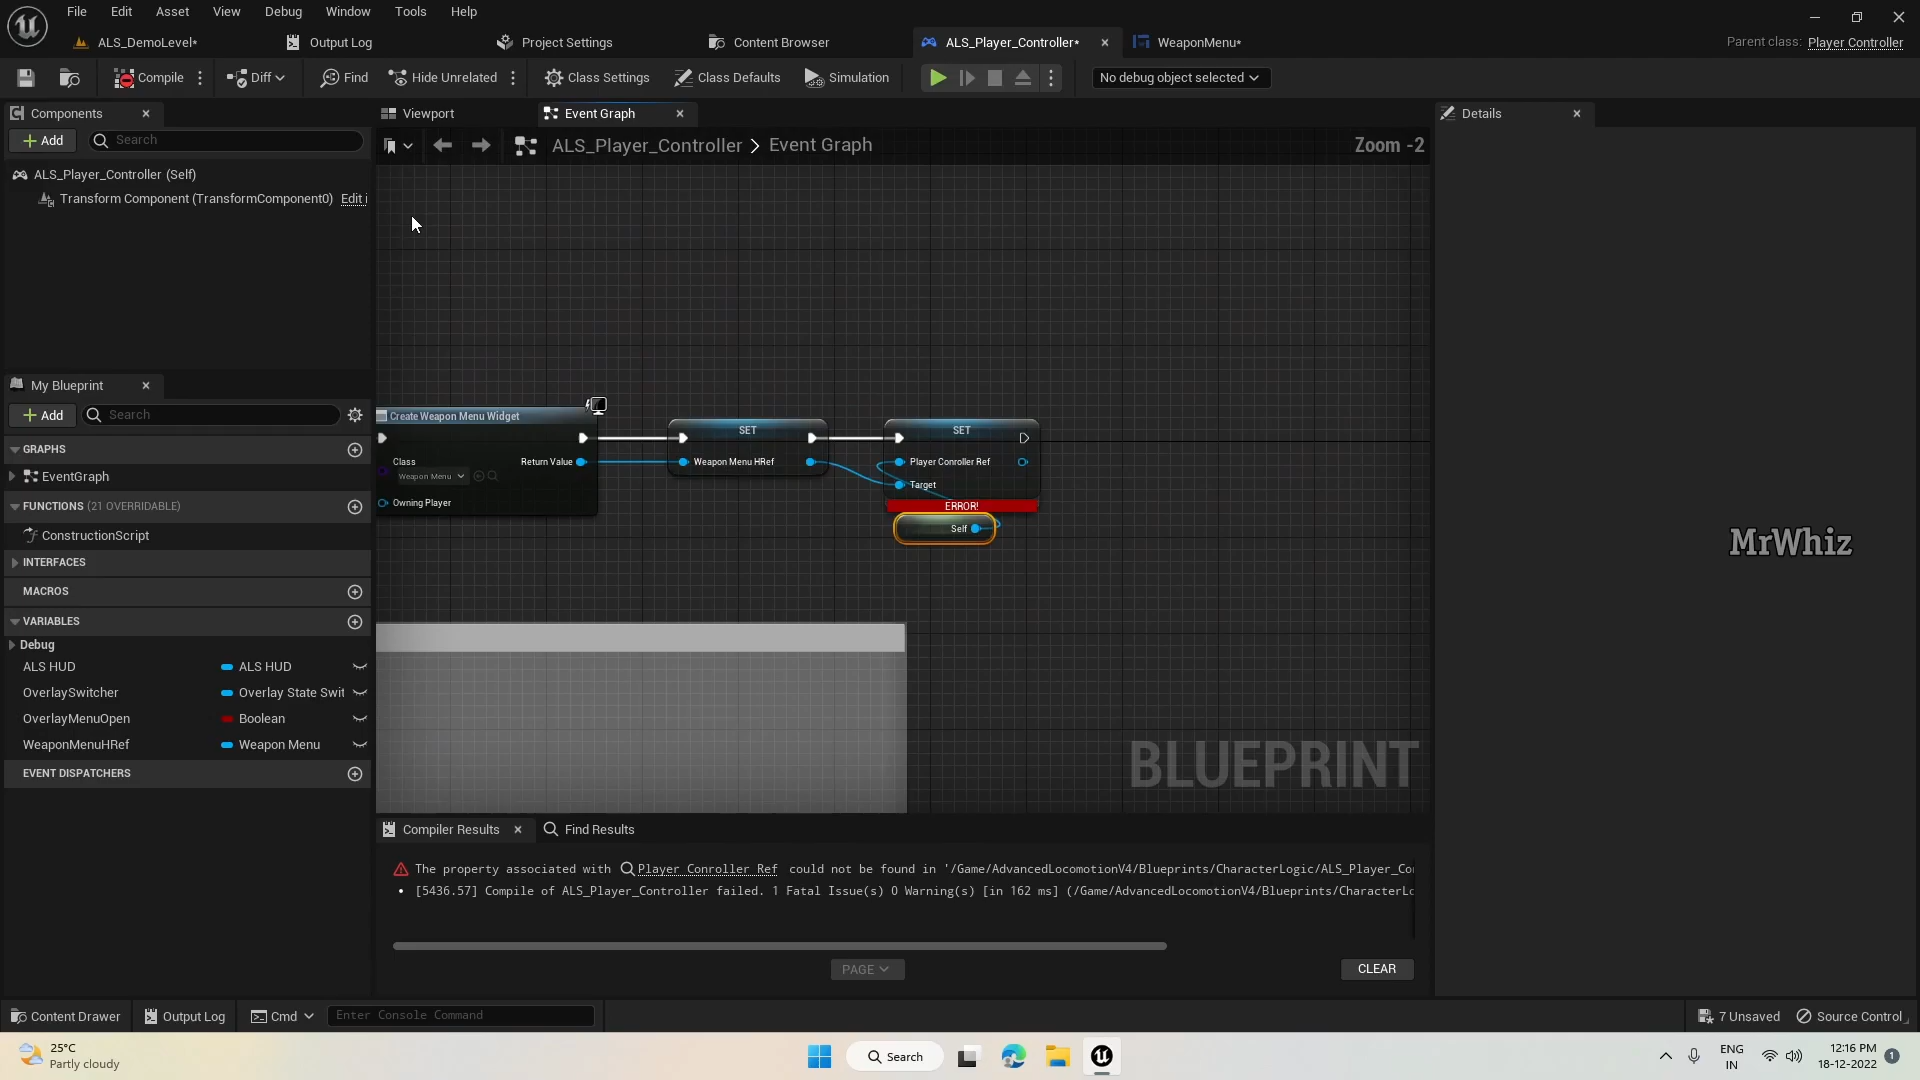 File Edit Asset View Debug Window Tools Help
ALS_DemoLevel* Output Log Project Settings Content Browser ALS_Player_Controller* WeaponMenu* Parent class: Player Controller
Compile Diff Find Hide Unrelated Class Settings Class Defaults Simulation No debug object selected
Components Viewport Event Graph Details
Add Search
ALS_Player_Controller > Event Graph Zoom -2
ALS_Player_Controller (Self)
Transform Component (TransformComponent0) Edit i
My Blueprint
Add Search
GRAPHS
EventGraph
FUNCTIONS (21 OVERRIDABLE)
ConstructionScript
INTERFACES
MACROS
VARIABLES
Debug
ALS HUD ALS HUD
OverlaySwitcher Overlay State Swit
OverlayMenuOpen Boolean
WeaponMenuHRef Weapon Menu
EVENT DISPATCHERS
Create Weapon Menu Widget
Class Return Value
Weapon Menu
Owning Player
SET
Weapon Menu HRef
SET
Player Conroller Ref
Target
ERROR!
Self
MrWhiz
BLUEPRINT
Compiler Results Find Results
The property associated with Player Conroller Ref could not be found in '/Game/AdvancedLocomotionV4/Blueprints/CharacterLogic/ALS_Player_Co
• [5436.57] Compile of ALS_Player_Controller failed. 1 Fatal Issue(s) 0 Warning(s) [in 162 ms] (/Game/AdvancedLocomotionV4/Blueprints/CharacterLo
PAGE CLEAR
Content Drawer Output Log Cmd Enter Console Command 7 Unsaved Source Control
25°C
Partly cloudy
Search
ENG
IN
12:16 PM
18-12-2022
1